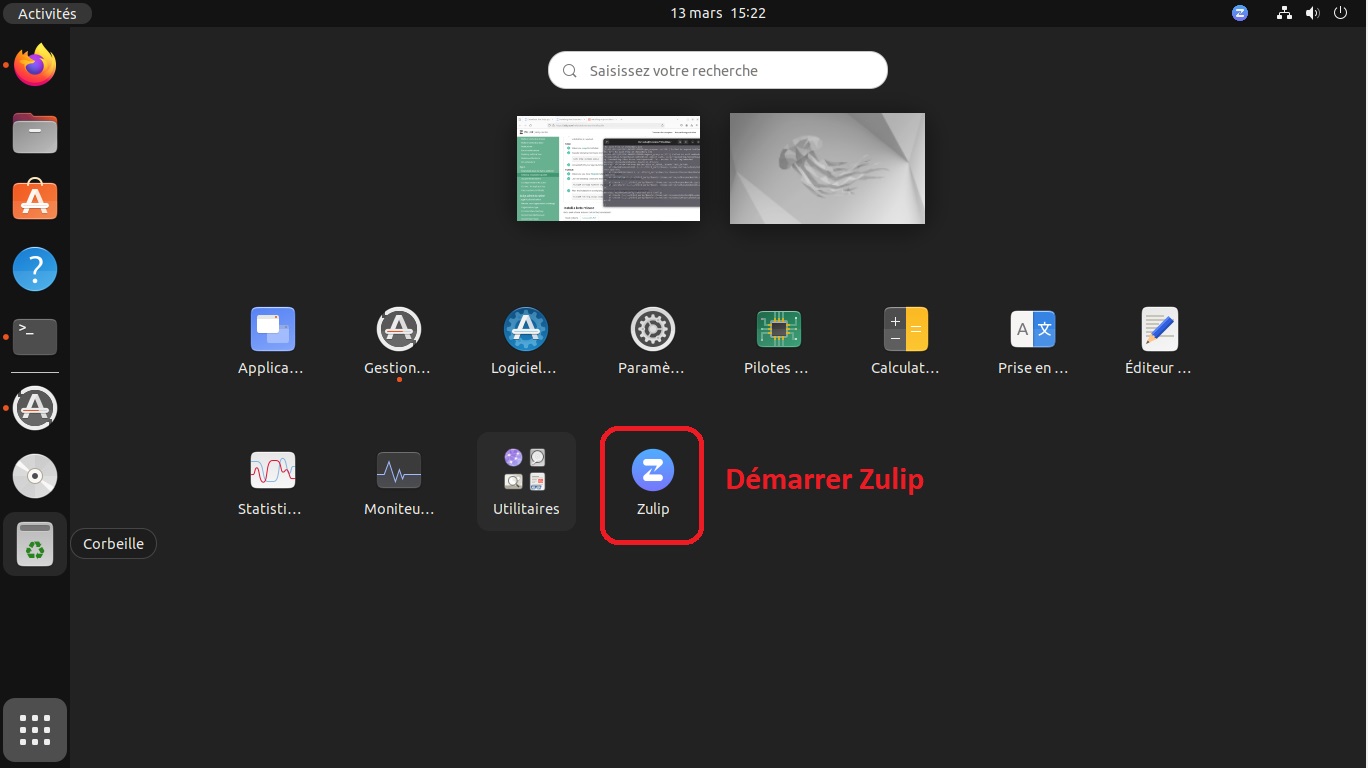 Activités
13 mars 15:22
Saisissez votre recherche
Applica...
Gestion...
Logiciel...
Paramè...
Pilotes ...
Calculat...
Prise en ...
Éditeur ...
Statisti...
Moniteu...
Utilitaires
Zulip
Démarrer Zulip
Corbeille